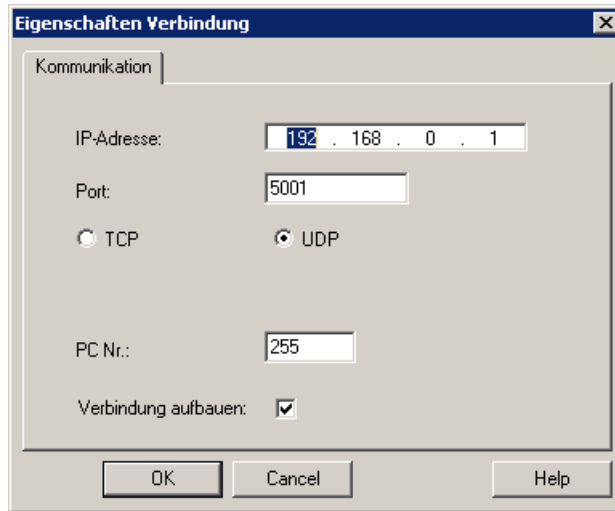 Eigenschaften Verbindung
Kommunikation
IP-Adresse: 192 . 168 . 0 . 1
Port: 5001
TCP UDP
PC Nr.: 255
Verbindung aufbauen:
OK Cancel Help